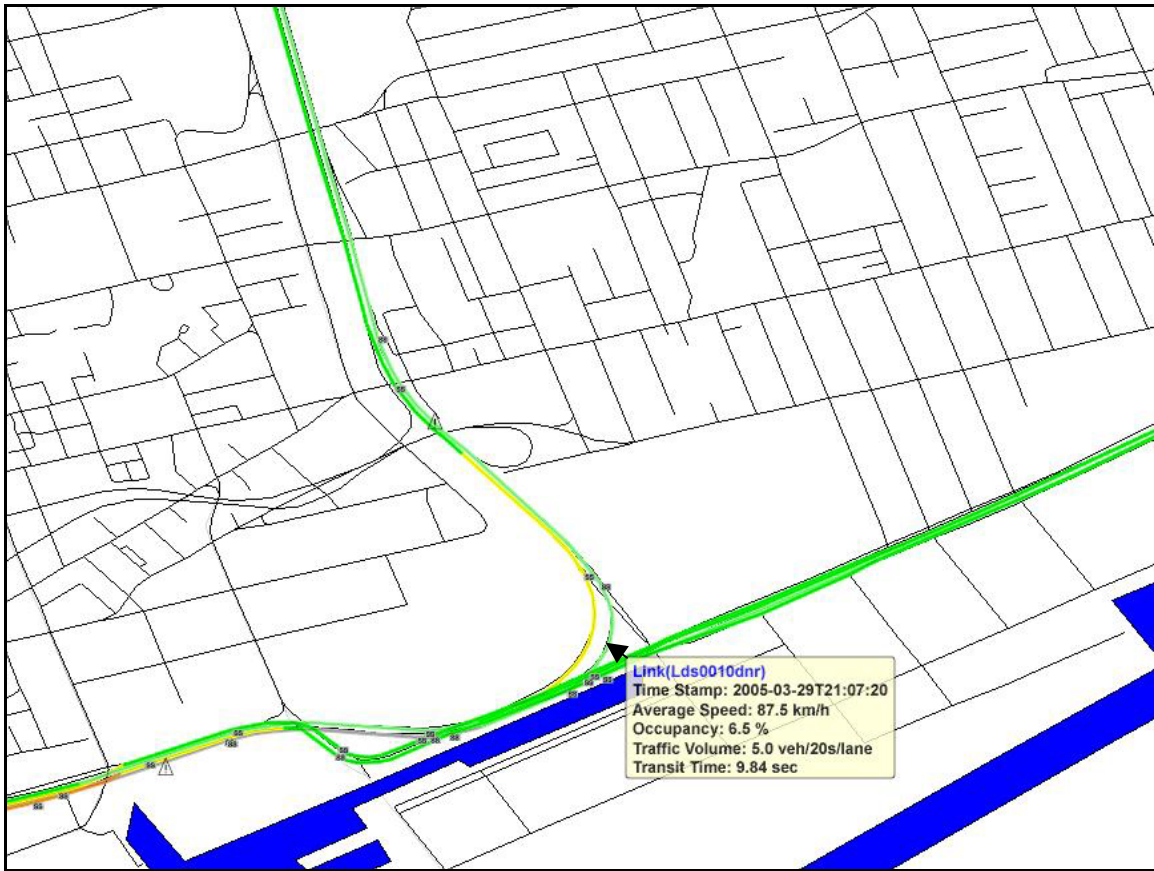 Link(Lds0010dnr)
Time Stamp: 2005-03-29T21:07:20
Average Speed: 87.5 km/h
Occupancy: 6.5 %
Traffic Volume: 5.0 veh/20s/lane
Transit Time: 9.84 sec